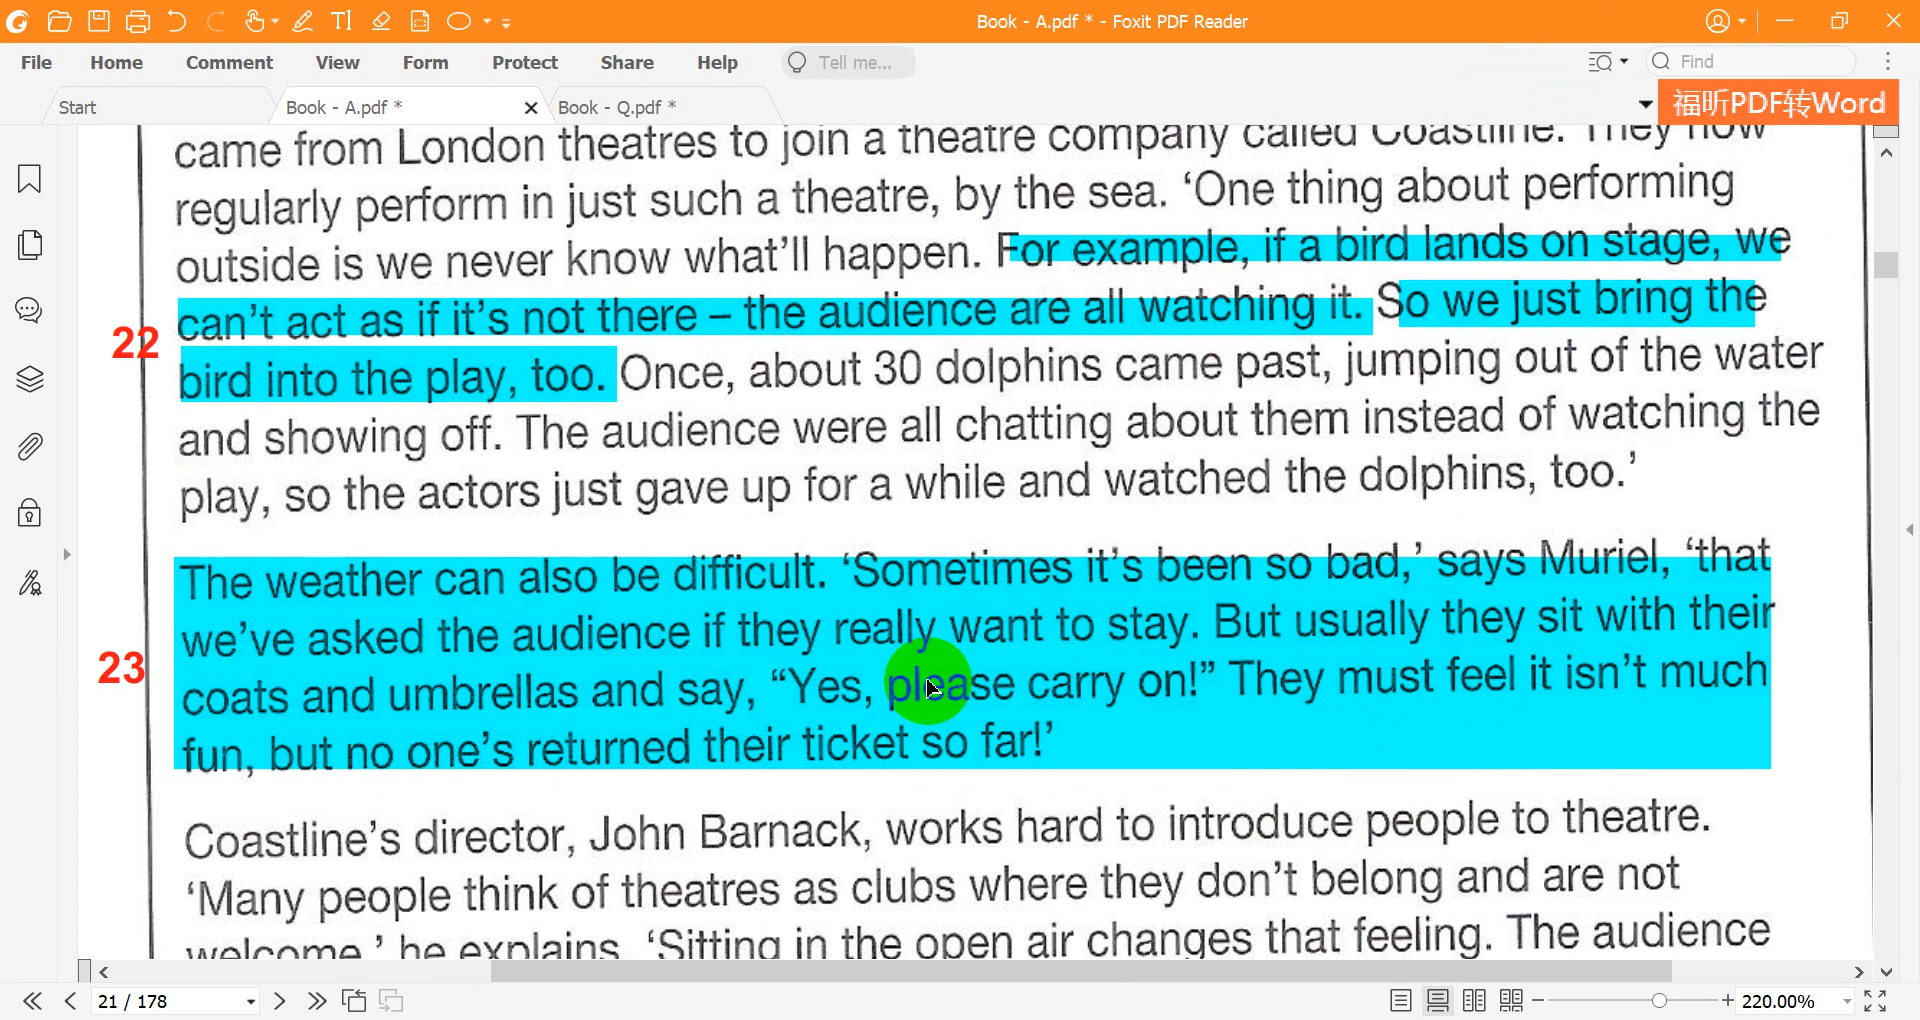 Book - A.pdf * - Foxit PDF Reader
File Home Comment View Form Protect Share Help Tell me... Find
Start Book - A.pdf * Book - Q.pdf * 福昕PDF转Word
came from London theatres to join a theatre company called Coastline. They now
regularly perform in just such a theatre, by the sea. ‘One thing about performing
outside is we never know what’ll happen. For example, if a bird lands on stage, we
can’t act as if it’s not there – the audience are all watching it. So we just bring the
22
bird into the play, too. Once, about 30 dolphins came past, jumping out of the water
and showing off. The audience were all chatting about them instead of watching the
play, so the actors just gave up for a while and watched the dolphins, too.’
The weather can also be difficult. ‘Sometimes it’s been so bad,’ says Muriel, ‘that
we’ve asked the audience if they really want to stay. But usually they sit with their
23
coats and umbrellas and say, “Yes, please carry on!” They must feel it isn’t much
fun, but no one’s returned their ticket so far!’
Coastline’s director, John Barnack, works hard to introduce people to theatre.
‘Many people think of theatres as clubs where they don’t belong and are not
welcome,’ he explains. ‘Sitting in the open air changes that feeling. The audience
21 / 178 220.00%